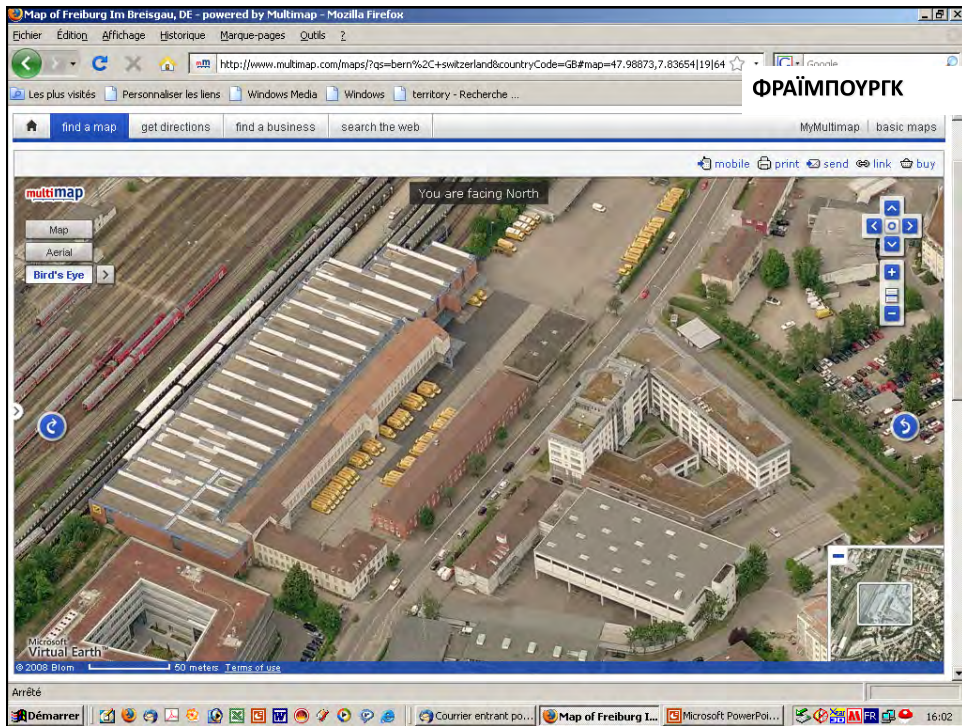 Map of Freiburg Im Breisgau, DE - powered by Multimap - Mozilla Firefox
Fichier Édition Affichage Historique Marque-pages Outils ?
http://www.multimap.com/maps/?qs=bern%2C+switzerland&countryCode=GB#map=47.98873,7.83654|19|64 Google
Les plus visités Personnaliser les liens Windows Media Windows territory - Recherche ...
ΦΡΑΪΜΠΟΥΡΓΚ
find a map get directions find a business search the web MyMultimap basic maps
mobile print send link buy
multimap You are facing North
Map
Aerial
Bird's Eye
Microsoft
Virtual Earth
© 2008 Blom 50 meters Terms of use
Arrêté
Démarrer Courrier entrant po... Map of Freiburg I... Microsoft PowerPoi... FR 16:02